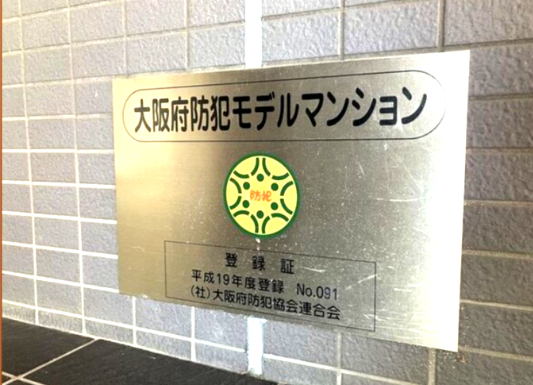 大阪府防犯モデルマンション
防犯
登録証
平成19年度登録 No.091
(社)大阪府防犯協会連合会